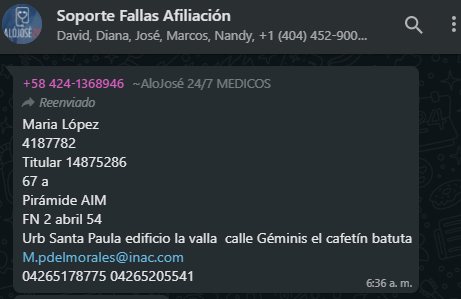 ALÓJOSÉ
Soporte Fallas Afiliación
David, Diana, José, Marcos, Nandy, +1 (404) 452-900...
+58 424-1368946 ~AloJosé 24/7 MEDICOS
Reenviado
Maria López
4187782
Titular 14875286
67 a
Pirámide AIM
FN 2 abril 54
Urb Santa Paula edificio la valla  calle Géminis el cafetín batuta
M.pdelmorales@inac.com
04265178775 04265205541
6:36 a. m.